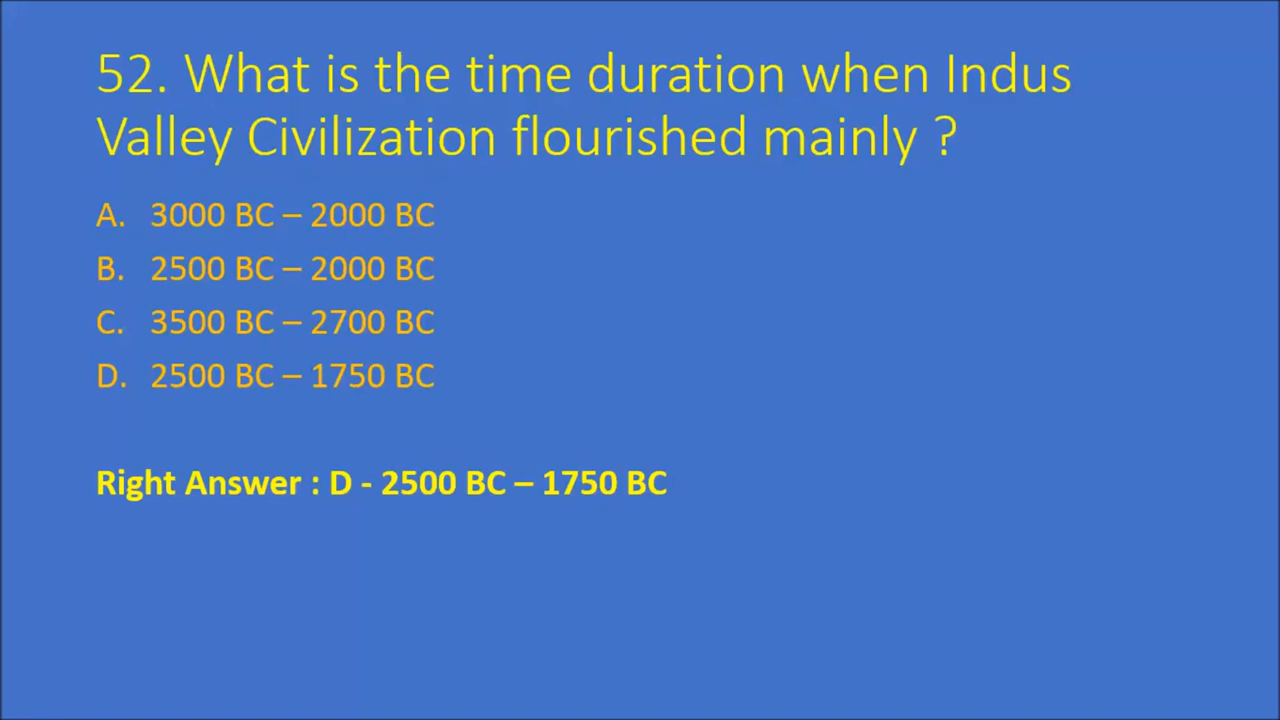 52. What is the time duration when Indus
Valley Civilization flourished mainly ?
A. 3000 BC – 2000 BC
B. 2500 BC – 2000 BC
C. 3500 BC – 2700 BC
D. 2500 BC – 1750 BC
Right Answer : D - 2500 BC – 1750 BC